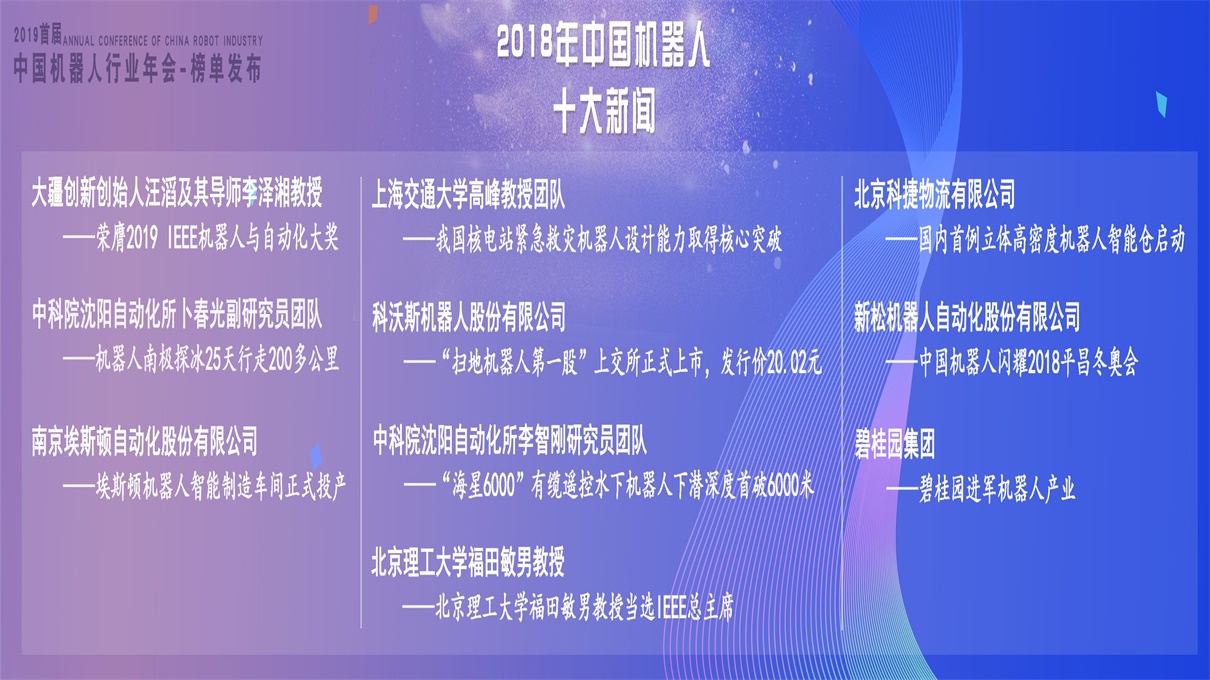 2019首届ANNUAL CONFERENCE OF CHINA ROBOT INDUSTRY
中国机器人行业年会-榜单发布
2018年中国机器人
十大新闻
大疆创新创始人汪滔及其导师李泽湘教授
——荣膺2019 IEEE机器人与自动化大奖
中科院沈阳自动化所卜春光副研究员团队
——机器人南极探冰25天行走200多公里
南京埃斯顿自动化股份有限公司
——埃斯顿机器人智能制造车间正式投产
上海交通大学高峰教授团队
——我国核电站紧急救灾机器人设计能力取得核心突破
科沃斯机器人股份有限公司
——“扫地机器人第一股”上交所正式上市，发行价20.02元
中科院沈阳自动化所李智刚研究员团队
——“海星6000”有缆遥控水下机器人下潜深度首破6000米
北京理工大学福田敏男教授
——北京理工大学福田敏男教授当选IEEE总主席
北京科捷物流有限公司
——国内首例立体高密度机器人智能仓启动
新松机器人自动化股份有限公司
——中国机器人闪耀2018平昌冬奥会
碧桂园集团
——碧桂园进军机器人产业